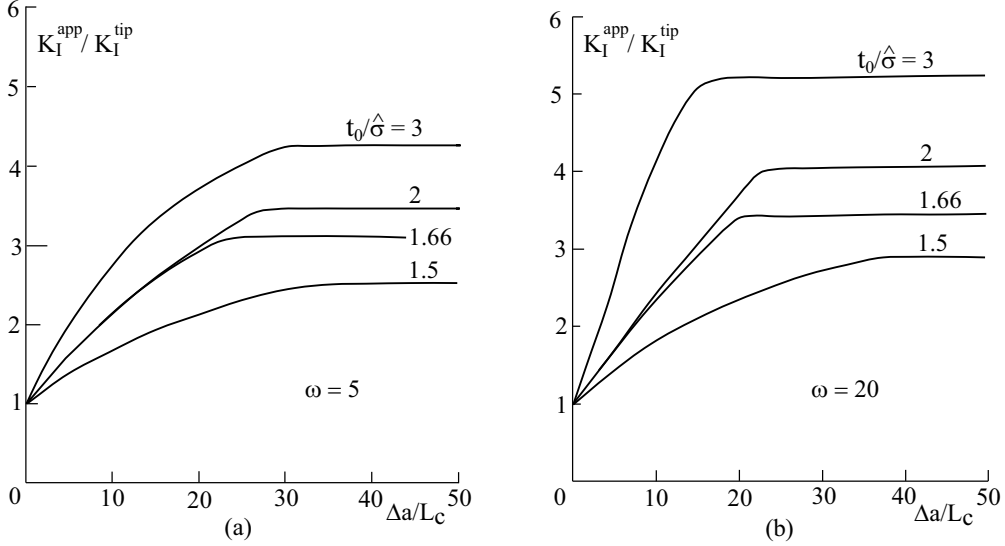 6
K_I^app / K_I^tip
5
t₀/σ̂ = 3
4
2
3
1.66
1.5
2
ω = 5
1
0 10 20 30 40 50
Δa/L_c
(a)
6
K_I^app / K_I^tip
t₀/σ̂ = 3
5
2
4
1.66
3
1.5
2
ω = 20
1
0 10 20 30 40 50
Δa/L_c
(b)